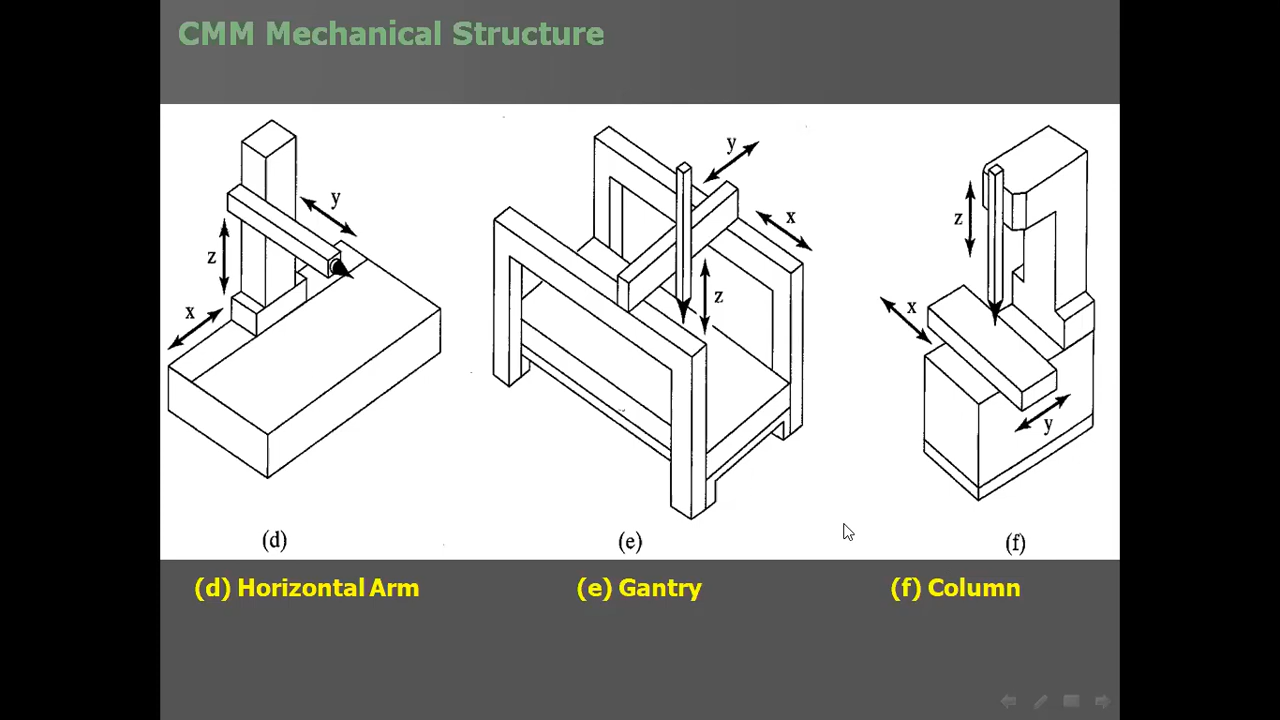 CMM Mechanical Structure
y
z
x
(d)
y
x
z
(e)
z
x
y
(f)
(d) Horizontal Arm
(e) Gantry
(f) Column